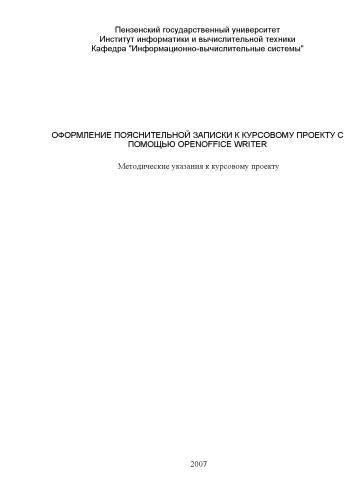 Пензенский государственный университет
Институт информатики и вычислительной техники
Кафедра "Информационно-вычислительные системы"
ОФОРМЛЕНИЕ ПОЯСНИТЕЛЬНОЙ ЗАПИСКИ К КУРСОВОМУ ПРОЕКТУ С
ПОМОЩЬЮ OPENOFFICE WRITER
Методические указания к курсовому проекту
2007